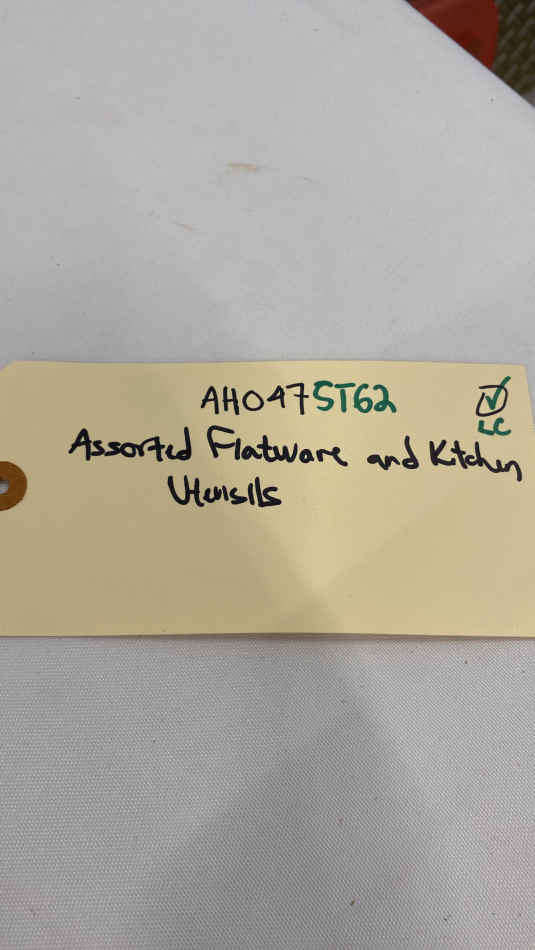 AH047ST62
LC
Assorted Flatware and Kitchen
Utensils